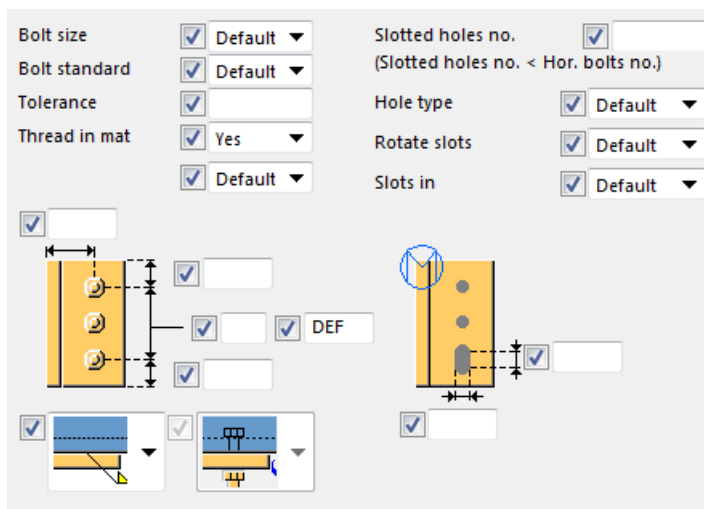 Bolt size Default
Bolt standard Default
Tolerance
Thread in mat Yes
Default
Slotted holes no.
(Slotted holes no. < Hor. bolts no.)
Hole type Default
Rotate slots Default
Slots in Default
DEF